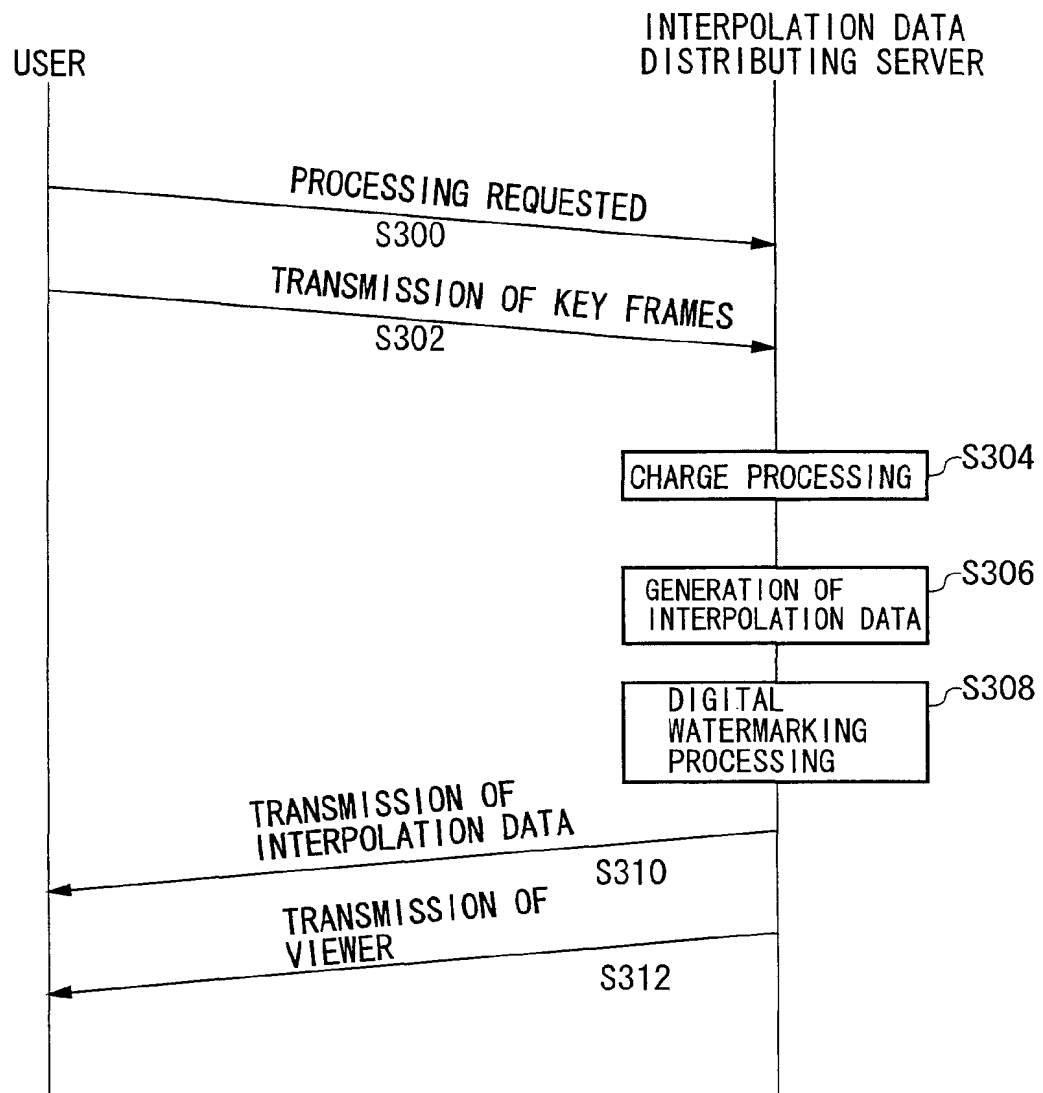 USER
INTERPOLATION DATA
DISTRIBUTING SERVER
PROCESSING REQUESTED
S300
TRANSMISSION OF KEY FRAMES
S302
CHARGE PROCESSING
S304
GENERATION OF
INTERPOLATION DATA
S306
DIGITAL
WATERMARKING
PROCESSING
S308
TRANSMISSION OF
INTERPOLATION DATA
S310
TRANSMISSION OF
VIEWER
S312